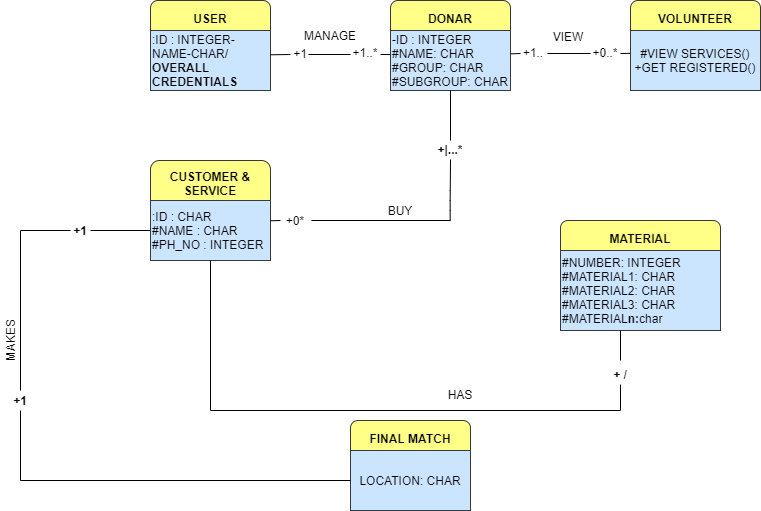 USER
:ID : INTEGER-
NAME-CHAR/
OVERALL
CREDENTIALS
MANAGE
+1
+1..*
DONAR
-ID : INTEGER
#NAME: CHAR
#GROUP: CHAR
#SUBGROUP: CHAR
VIEW
+1..
+0..*
VOLUNTEER
#VIEW SERVICES()
+GET REGISTERED()
+|...*
CUSTOMER &
SERVICE
:ID : CHAR
#NAME : CHAR
#PH_NO : INTEGER
+0*
BUY
+1
MAKES
+1
MATERIAL
#NUMBER: INTEGER
#MATERIAL1: CHAR
#MATERIAL2: CHAR
#MATERIAL3: CHAR
#MATERIALn:char
+ /
HAS
FINAL MATCH
LOCATION: CHAR